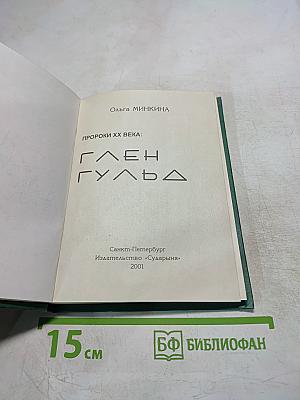 Ольга МИНКИНА
ПРОРОКИ XX ВЕКА:
ГЛЕН
ГУЛЬД
Санкт-Петербург
Издательство «Сударыня»
2001
15 см
БФ БИБЛИОФАН